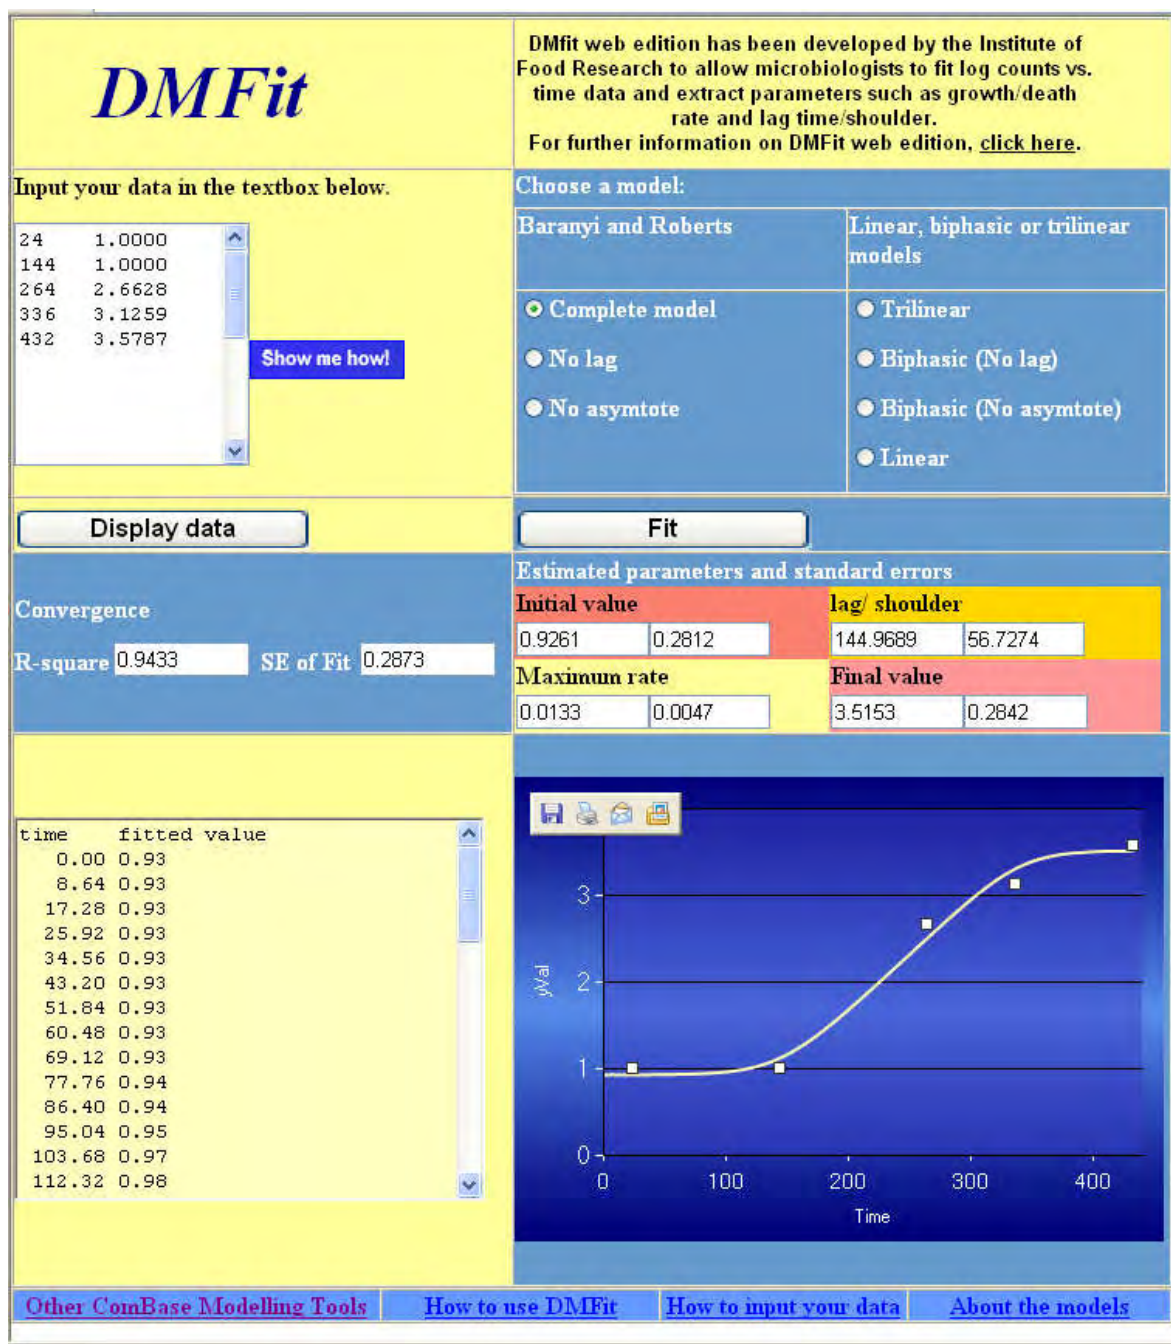 DMFit
DMfit web edition has been developed by the Institute of
Food Research to allow microbiologists to fit log counts vs.
time data and extract parameters such as growth/death
rate and lag time/shoulder.
For further information on DMFit web edition, click here.
Input your data in the textbox below.
24 1.0000
144 1.0000
264 2.6628
336 3.1259
432 3.5787
Show me how!
Choose a model:
Baranyi and Roberts
Linear, biphasic or trilinear
models
Complete model
No lag
No asymtote
Trilinear
Biphasic (No lag)
Biphasic (No asymtote)
Linear
Display data
Fit
Convergence
R-square 0.9433 SE of Fit 0.2873
Estimated parameters and standard errors
Initial value
0.9261 0.2812
lag/ shoulder
144.9689 56.7274
Maximum rate
0.0133 0.0047
Final value
3.5153 0.2842
time fitted value
0.00 0.93
8.64 0.93
17.28 0.93
25.92 0.93
34.56 0.93
43.20 0.93
51.84 0.93
60.48 0.93
69.12 0.93
77.76 0.94
86.40 0.94
95.04 0.95
103.68 0.97
112.32 0.98
yVal
3
2
1
0
0 100 200 300 400
Time
Other ComBase Modelling Tools
How to use DMFit
How to input your data
About the models